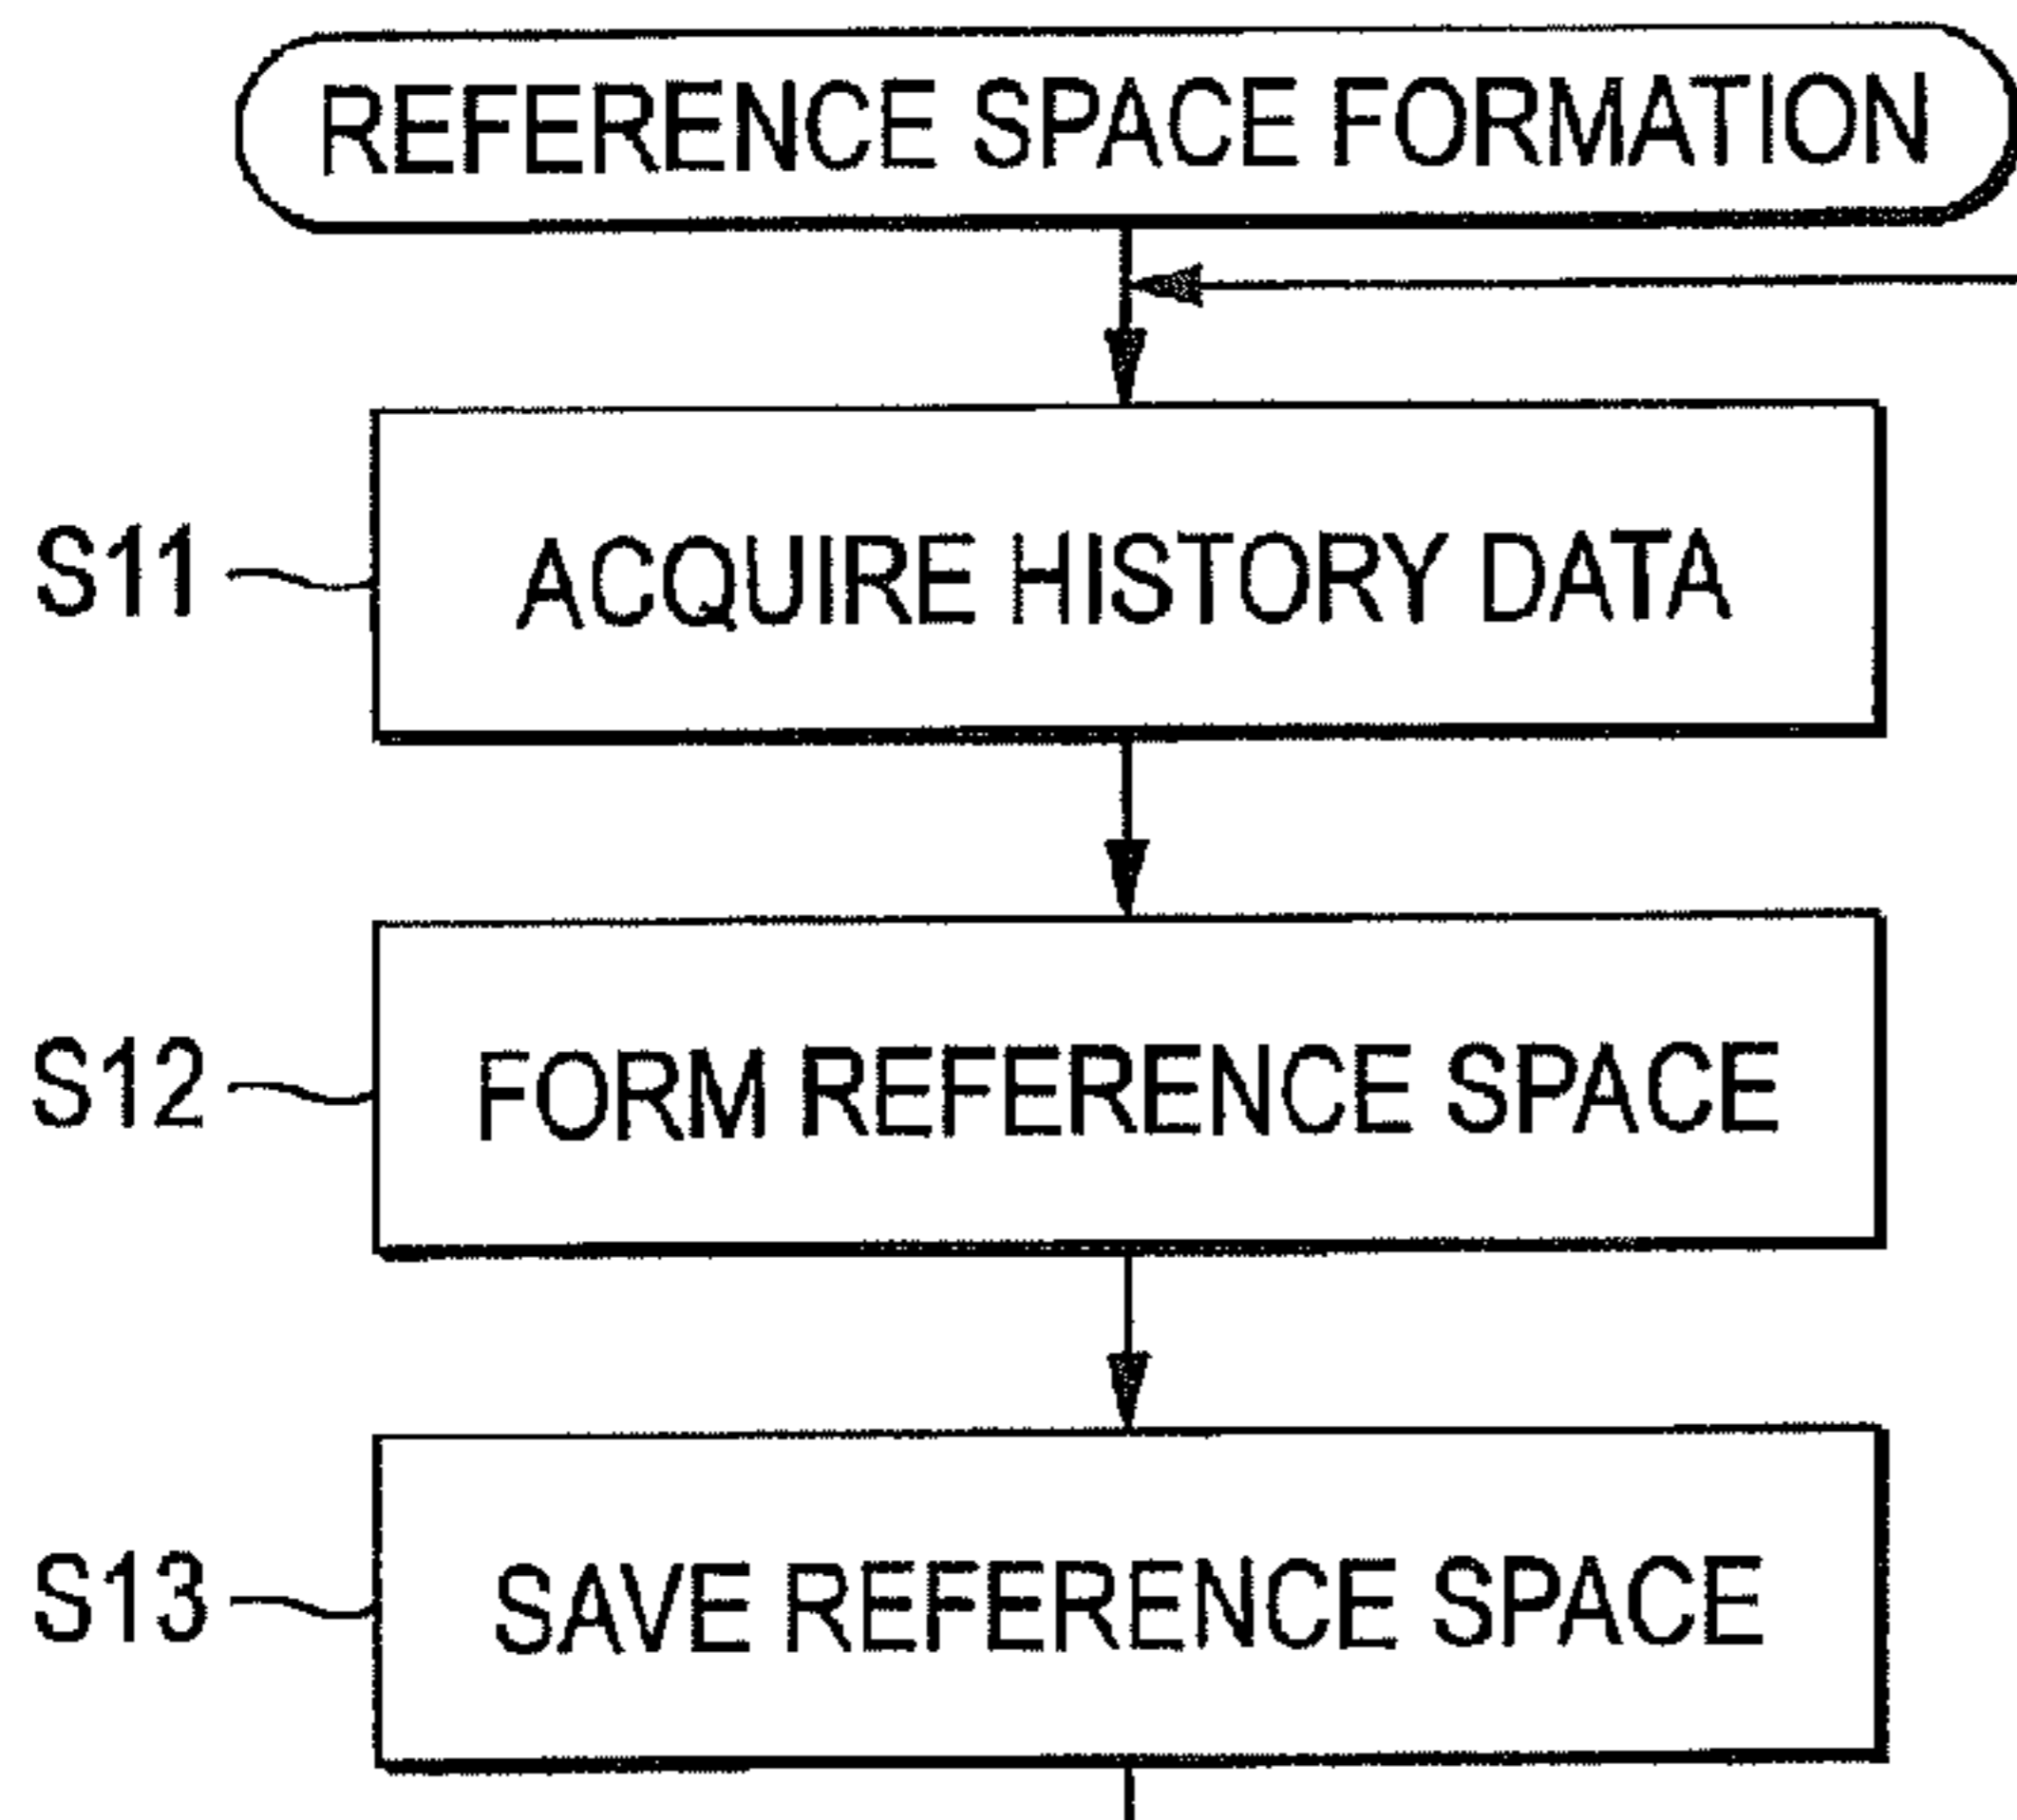 REFERENCE SPACE FORMATION
S11
ACQUIRE HISTORY DATA
S12
FORM REFERENCE SPACE
S13
SAVE REFERENCE SPACE